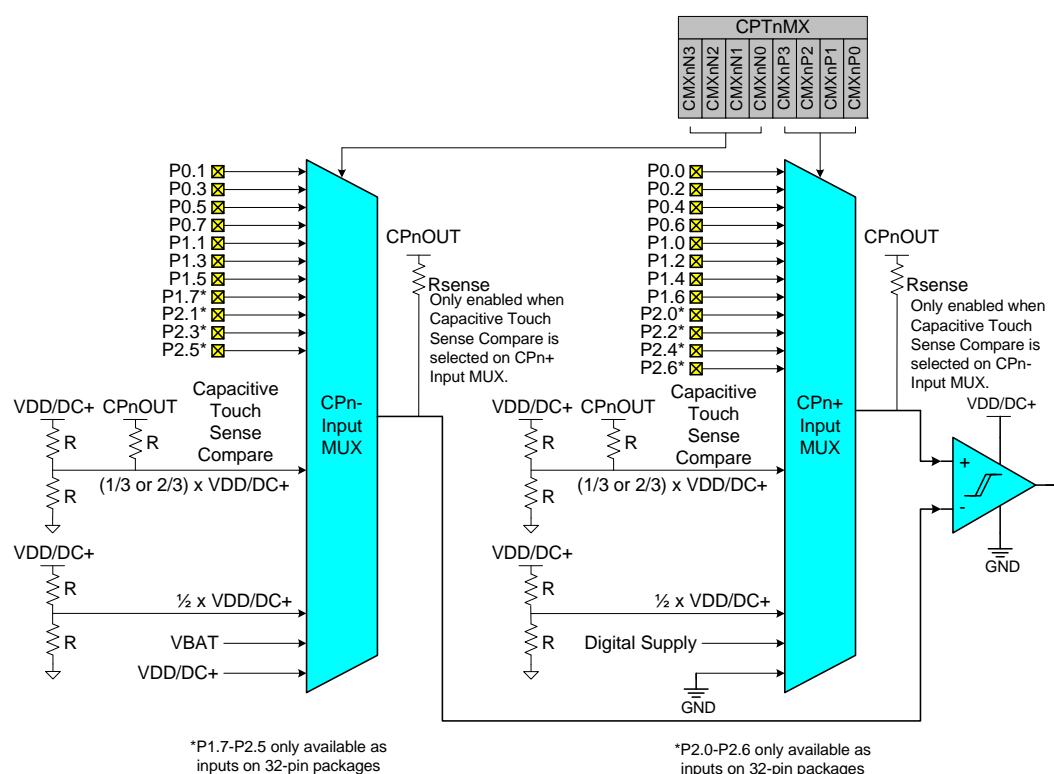 CPTnMX
CMXnN3
CMXnN2
CMXnN1
CMXnN0
CMXnP3
CMXnP2
CMXnP1
CMXnP0
P0.1
P0.3
P0.5
P0.7
P1.1
P1.3
P1.5
P1.7*
P2.1*
P2.3*
P2.5*
CPnOUT
Rsense
Only enabled when
Capacitive Touch
Sense Compare is
selected on CPn+
Input MUX.
VDD/DC+
CPnOUT
R
R
R
Capacitive
Touch
Sense
Compare
(1/3 or 2/3) x VDD/DC+
CPn-
Input
MUX
VDD/DC+
R
R
½ x VDD/DC+
VBAT
VDD/DC+
*P1.7-P2.5 only available as
inputs on 32-pin packages
P0.0
P0.2
P0.4
P0.6
P1.0
P1.2
P1.4
P1.6
P2.0*
P2.2*
P2.4*
P2.6*
CPnOUT
Rsense
Only enabled when
Capacitive Touch
Sense Compare is
selected on CPn-
Input MUX.
VDD/DC+
CPnOUT
R
R
R
Capacitive
Touch
Sense
Compare
(1/3 or 2/3) x VDD/DC+
CPn+
Input
MUX
VDD/DC+
R
R
½ x VDD/DC+
Digital Supply
GND
VDD/DC+
+
-
GND
*P2.0-P2.6 only available as
inputs on 32-pin packages